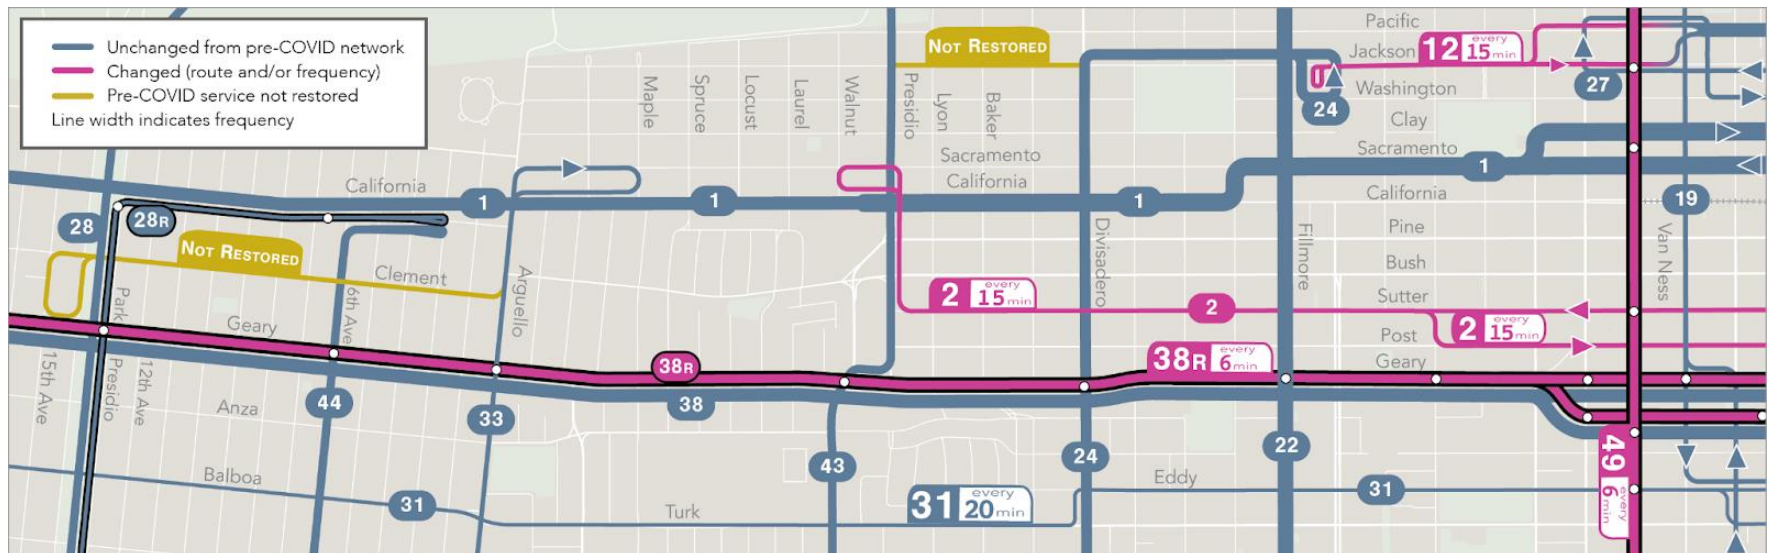 Unchanged from pre-COVID network
Changed (route and/or frequency)
Pre-COVID service not restored
Line width indicates frequency
Pacific
Jackson
12 every 15 min
NOT RESTORED
Washington
24
27
Clay
Maple
Spruce
Locust
Laurel
Walnut
Presidio
Lyon
Baker
Sacramento
California
Sacramento
California
1
1
1
1
California
19
28
28R
NOT RESTORED
Clement
Arguello
Park Presidio
6th Ave
Divisadero
Fillmore
Pine
Bush
Van Ness
2 every 15 min
2
Sutter
2 every 15 min
Post
Geary
Geary
15th Ave
12th Ave
38R
38R every 6 min
38
Anza
44
33
43
24
22
49 every 6 min
Balboa
31
Turk
31 every 20 min
Eddy
31